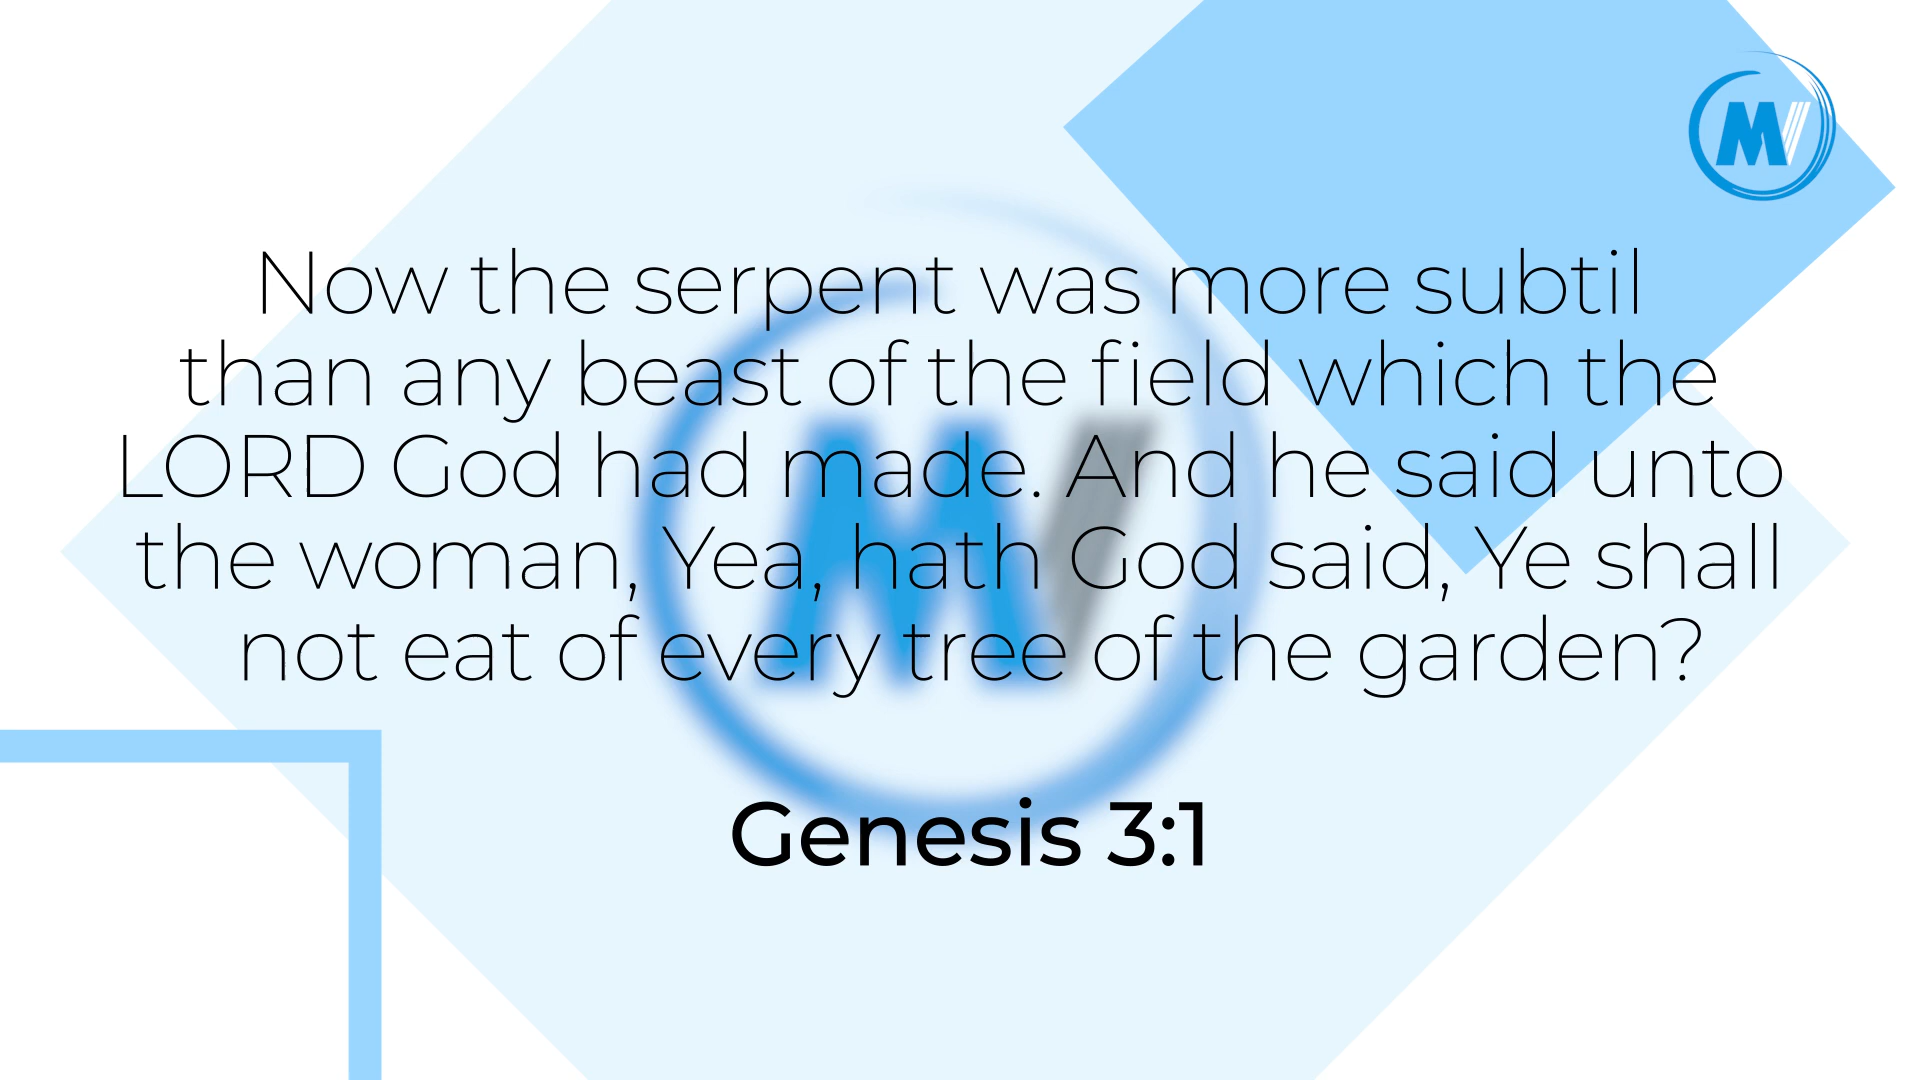 MV
Now the serpent was more subtil
than any beast of the field which the
LORD God had made. And he said unto
the woman, Yea, hath God said, Ye shall
not eat of every tree of the garden?
MV
Genesis 3:1